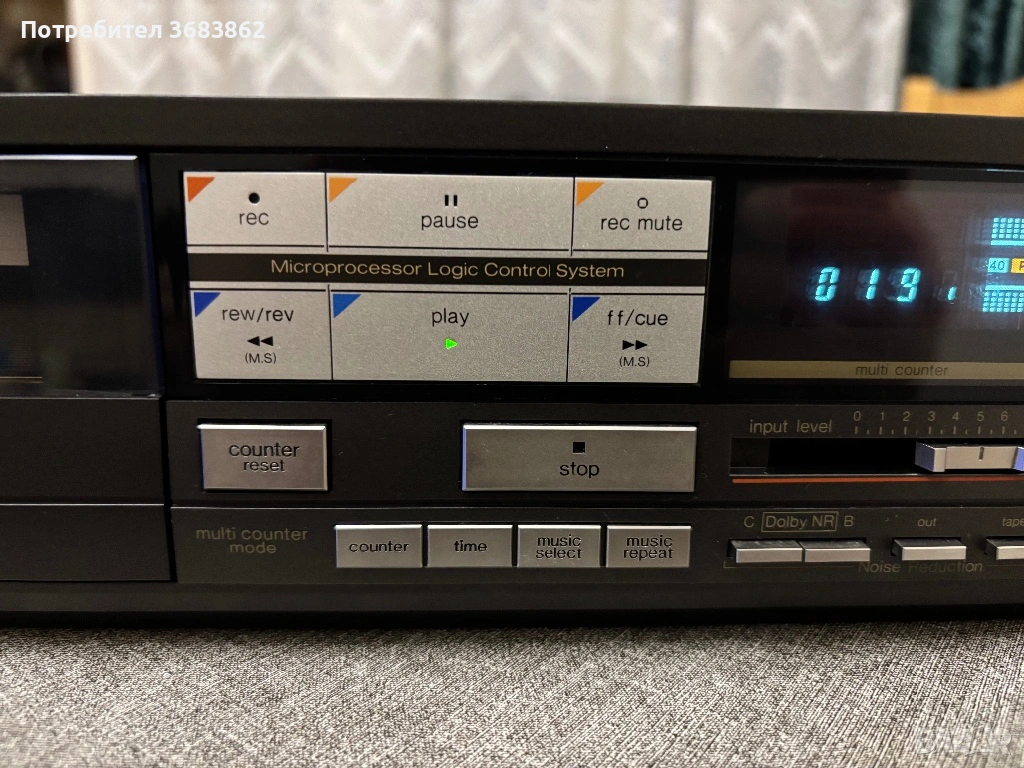 Потребител 3683862
rec
pause
rec mute
Microprocessor Logic Control System
rew/rev
(M.S)
play
ff/cue
(M.S)
019
40
multi counter
input level 0 1 2 3 4 5 6
counter
reset
stop
multi counter
mode
counter
time
music
select
music
repeat
C Dolby NR B
out
tape
Noise Reduction